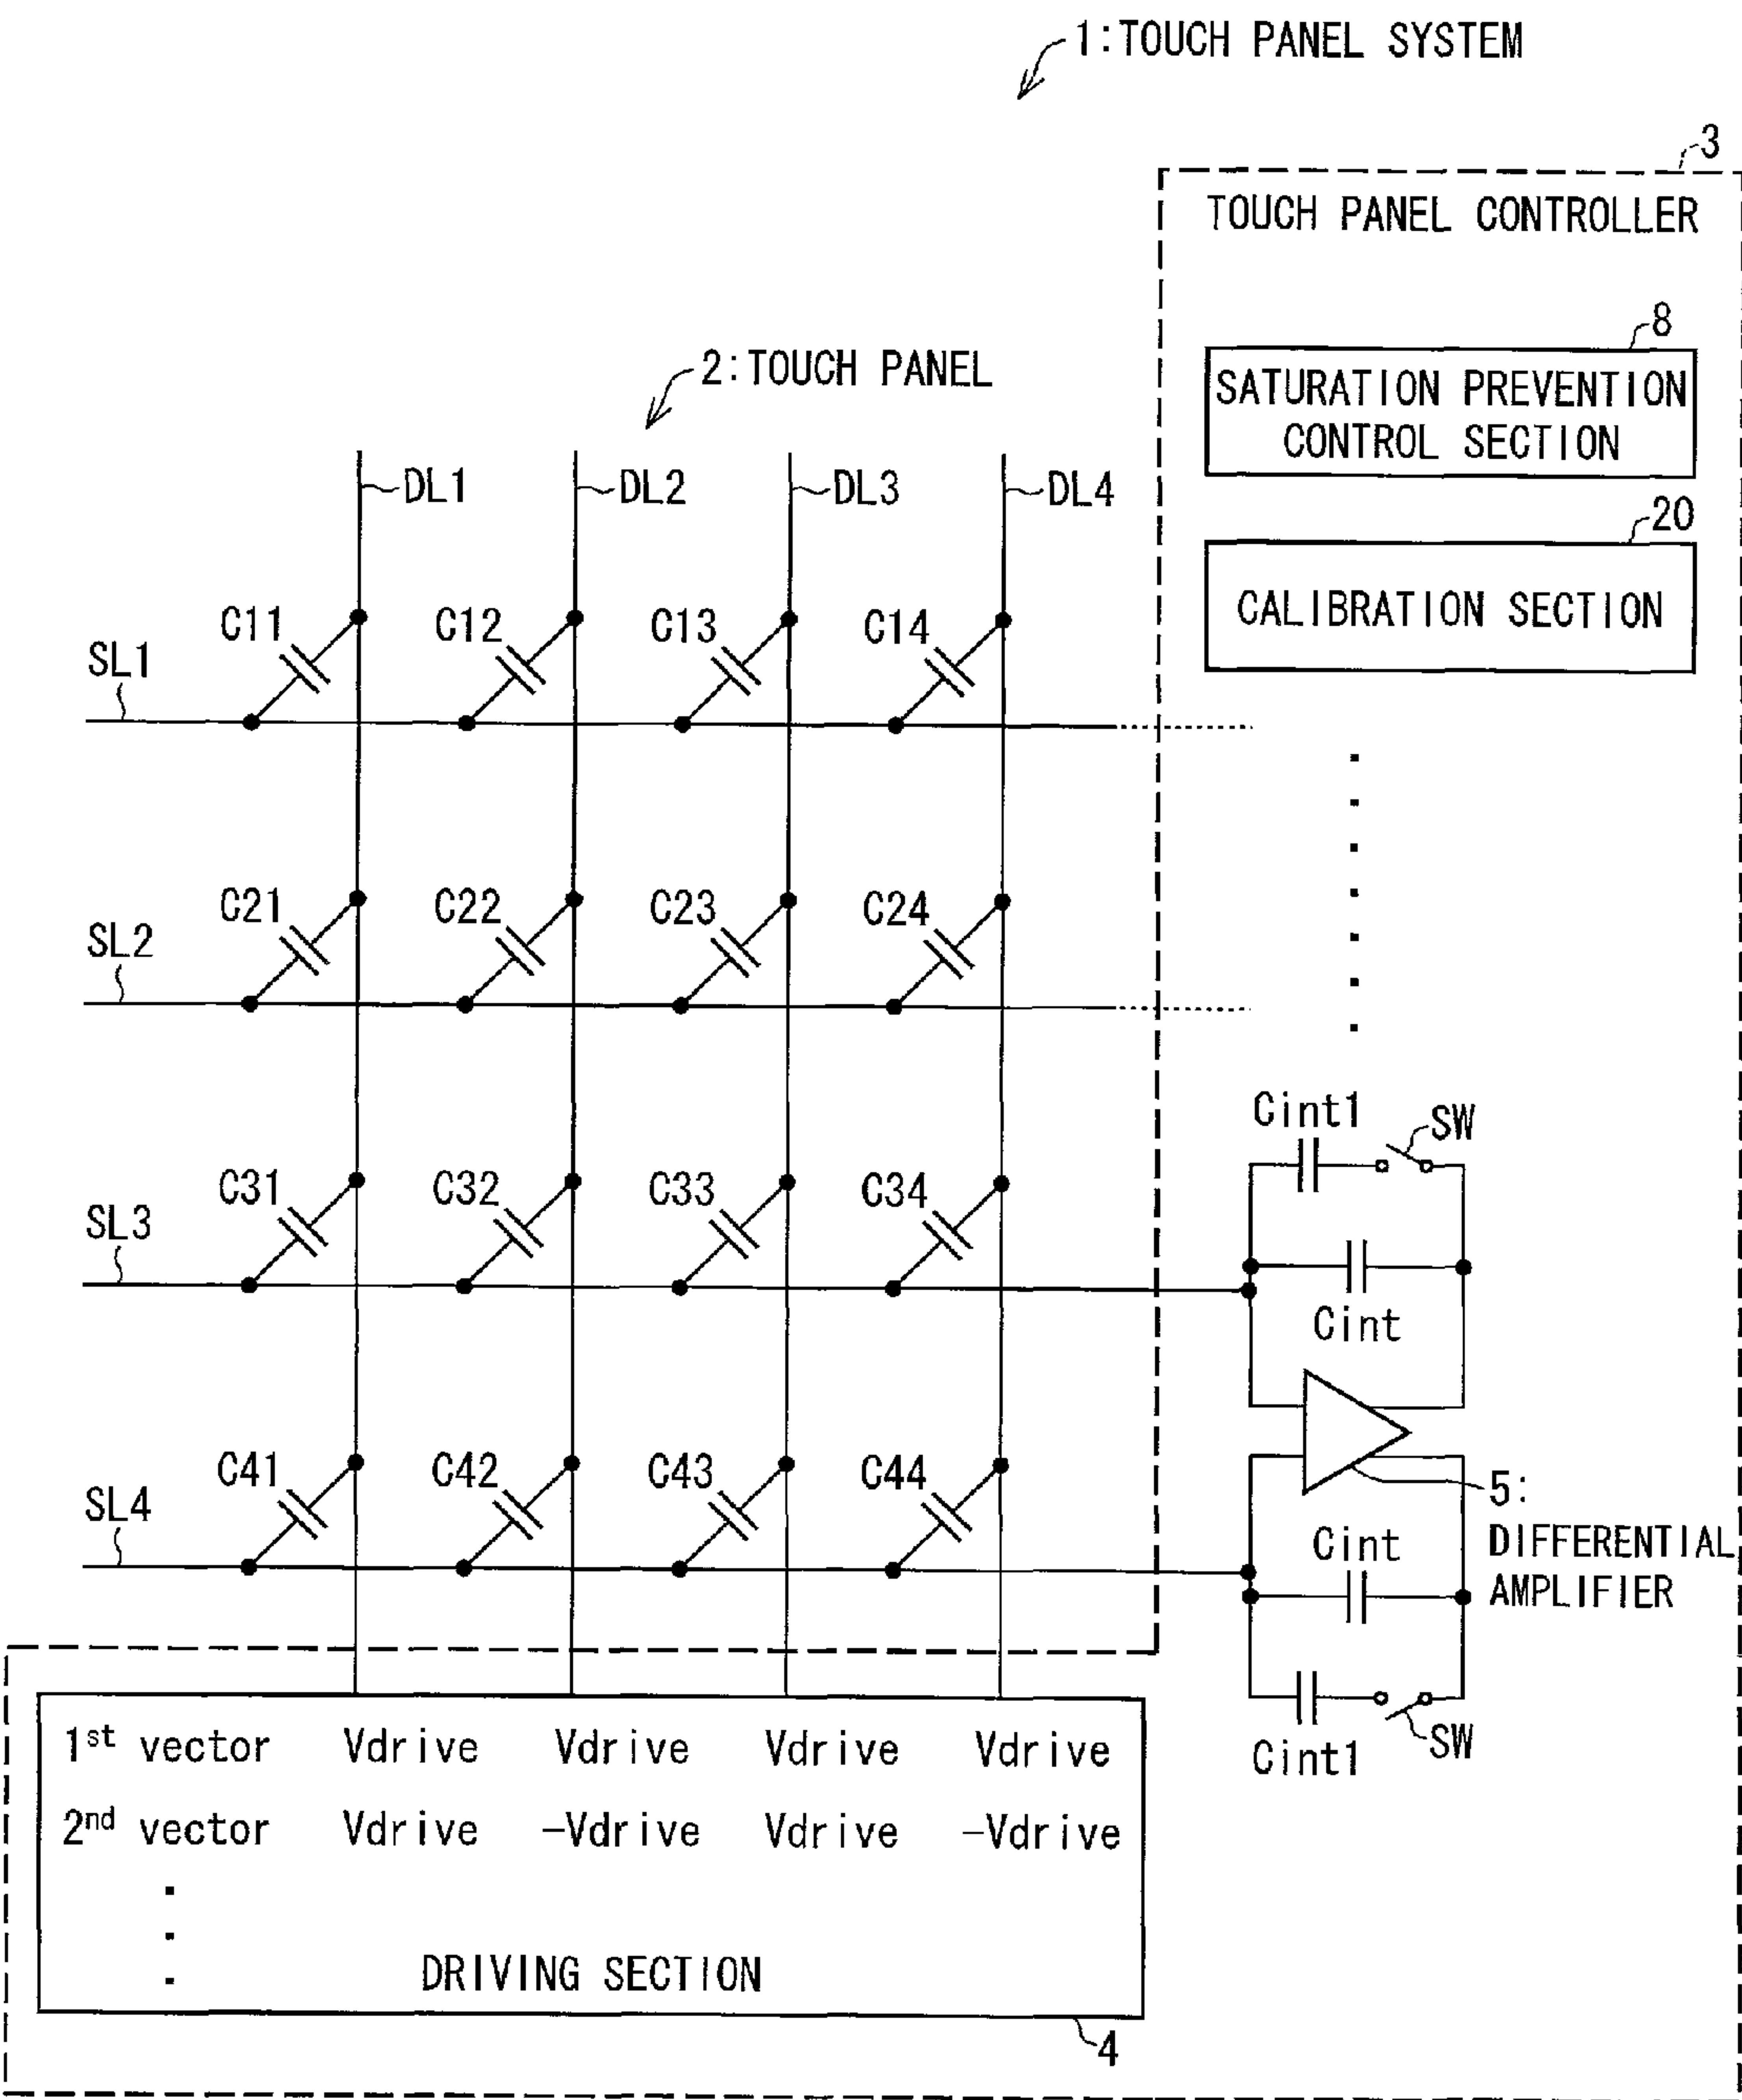 1:TOUCH PANEL SYSTEM
3
TOUCH PANEL CONTROLLER
8
SATURATION PREVENTION
CONTROL SECTION
20
CALIBRATION SECTION
2:TOUCH PANEL
DL1 DL2 DL3 DL4
C11 C12 C13 C14
SL1
C21 C22 C23 C24
SL2
C31 C32 C33 C34
SL3
C41 C42 C43 C44
SL4
Cint1 SW
Cint
5:
DIFFERENTIAL
AMPLIFIER
Cint
Cint1 SW
1st vector Vdrive Vdrive Vdrive Vdrive
2nd vector Vdrive -Vdrive Vdrive -Vdrive
DRIVING SECTION
4